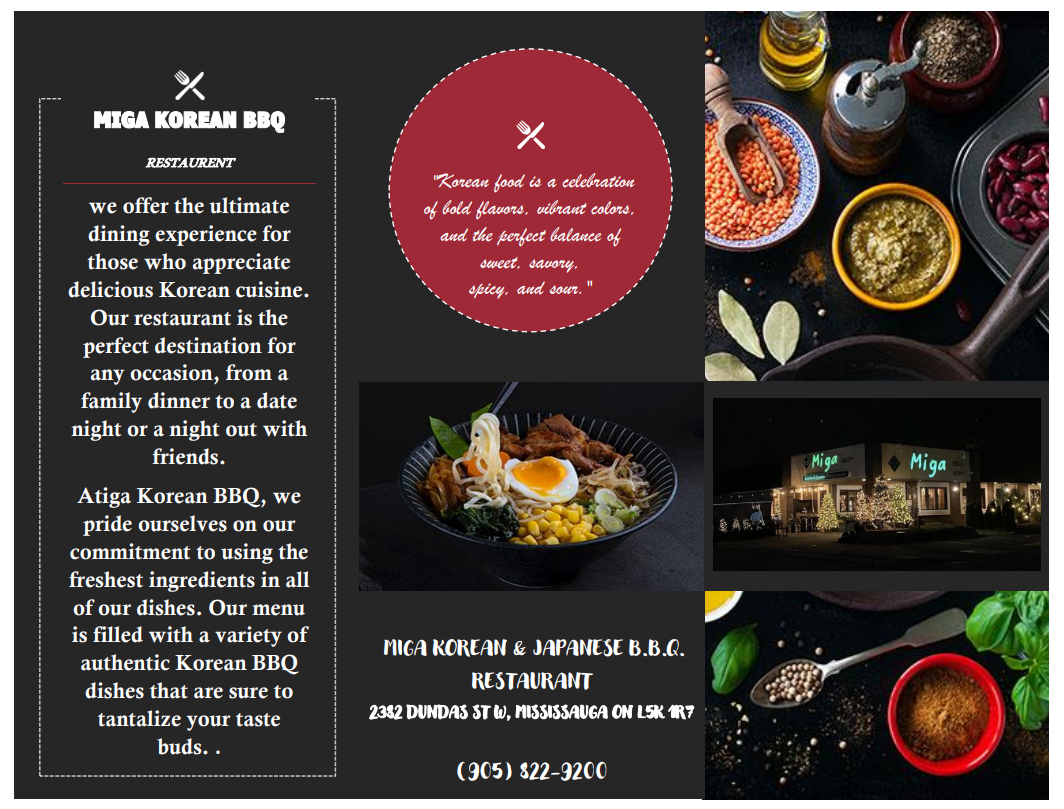 MIGA KOREAN BBQ
RESTAURENT
we offer the ultimate
dining experience for
those who appreciate
delicious Korean cuisine.
Our restaurant is the
perfect destination for
any occasion, from a
family dinner to a date
night or a night out with
friends.
Atiga Korean BBQ, we
pride ourselves on our
commitment to using the
freshest ingredients in all
of our dishes. Our menu
is filled with a variety of
authentic Korean BBQ
dishes that are sure to
tantalize your taste
buds. .
"Korean food is a celebration
of bold flavors, vibrant colors,
and the perfect balance of
sweet, savory,
spicy, and sour."
MIGA KOREAN & JAPANESE B.B.Q.
RESTAURANT
2382 DUNDAS ST W, MISSISSAUGA ON L5K 1R7
(905) 822-9200
Miga
Miga